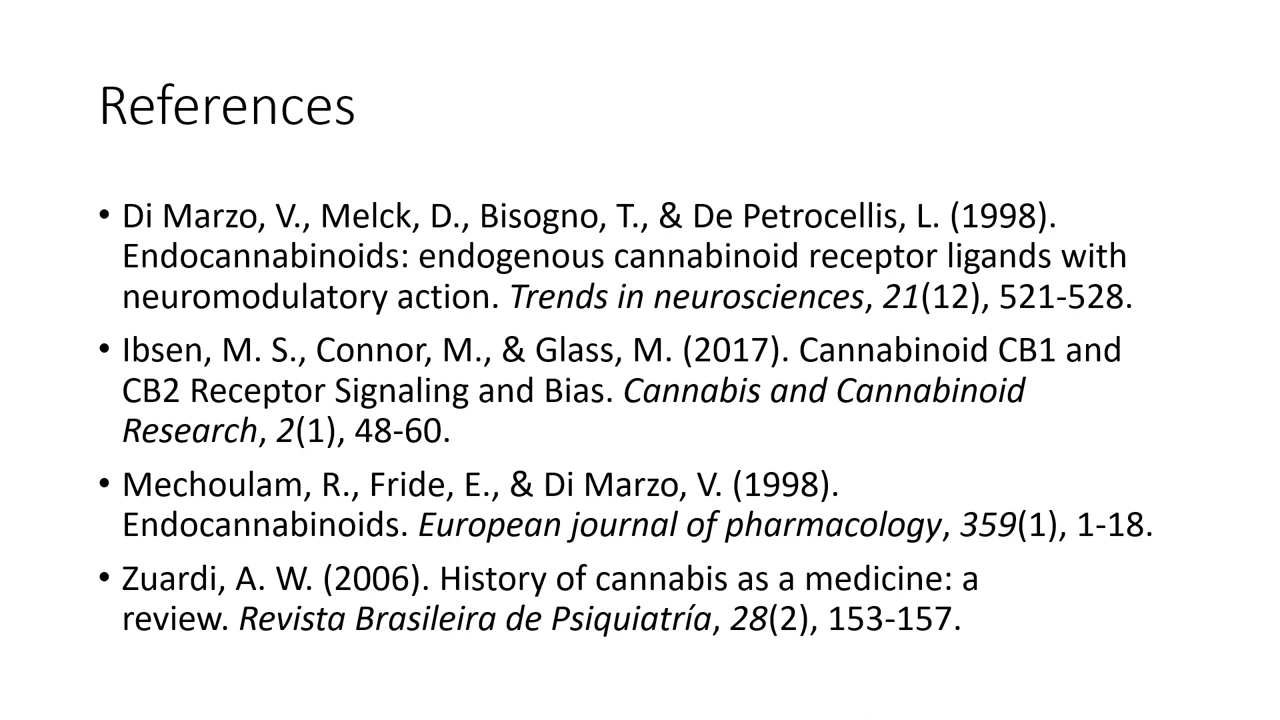 References
• Di Marzo, V., Melck, D., Bisogno, T., & De Petrocellis, L. (1998).
Endocannabinoids: endogenous cannabinoid receptor ligands with
neuromodulatory action. Trends in neurosciences, 21(12), 521-528.
• Ibsen, M. S., Connor, M., & Glass, M. (2017). Cannabinoid CB1 and
CB2 Receptor Signaling and Bias. Cannabis and Cannabinoid
Research, 2(1), 48-60.
• Mechoulam, R., Fride, E., & Di Marzo, V. (1998).
Endocannabinoids. European journal of pharmacology, 359(1), 1-18.
• Zuardi, A. W. (2006). History of cannabis as a medicine: a
review. Revista Brasileira de Psiquiatría, 28(2), 153-157.